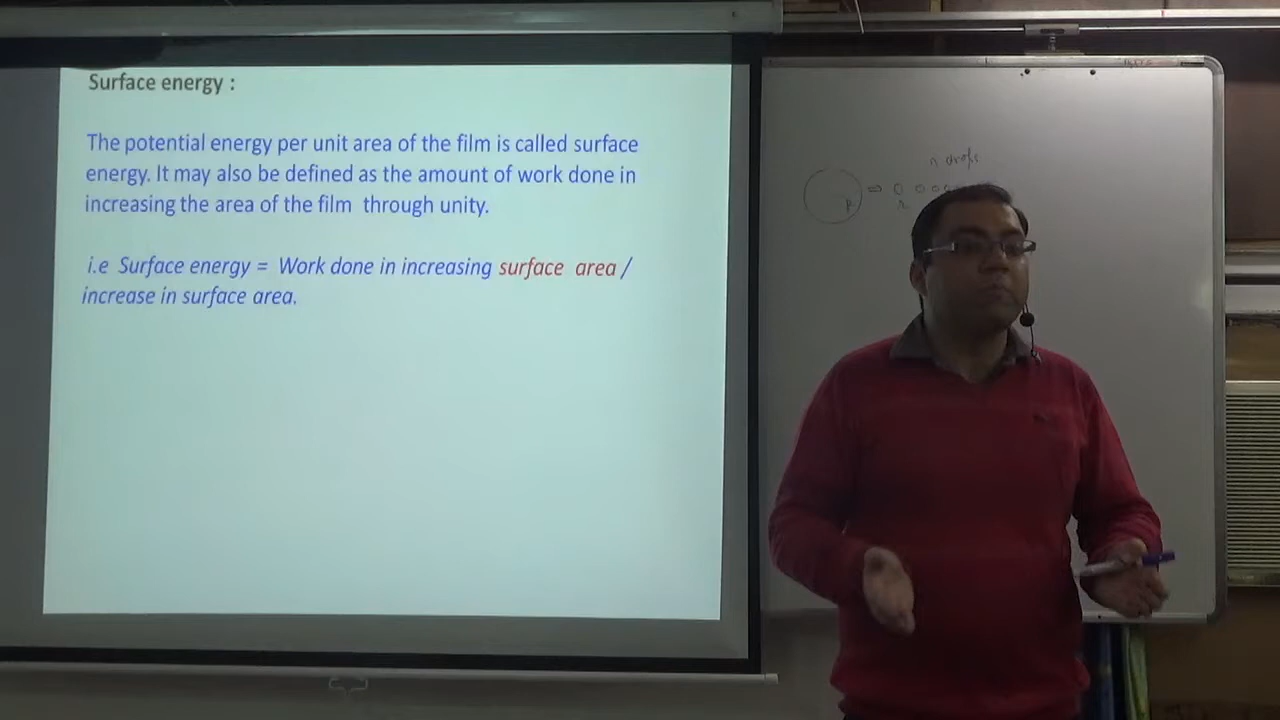 Surface energy :
The potential energy per unit area of the film is called surface
energy. It may also be defined as the amount of work done in
increasing the area of the film through unity.
i.e Surface energy = Work done in increasing surface area /
increase in surface area.
n drops
R ⇒
r